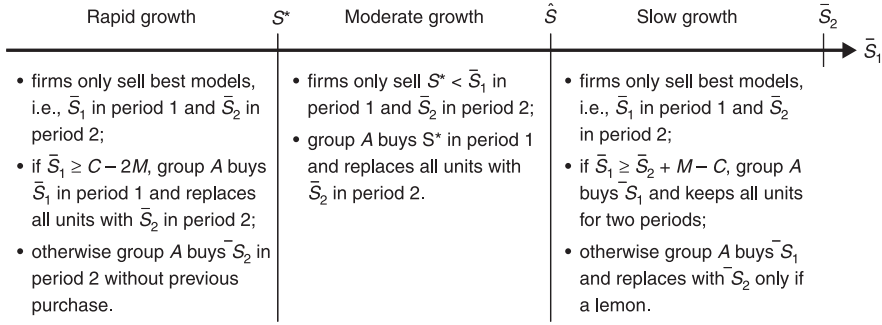 Rapid growth S* Moderate growth Ŝ Slow growth S̄₂
S̄₁
• firms only sell best models,
i.e., S̄₁ in period 1 and S̄₂ in
period 2;
• if S̄₁ ≥ C – 2M, group A buys
S̄₁ in period 1 and replaces
all units with S̄₂ in period 2;
• otherwise group A buys ¯S₂ in
period 2 without previous
purchase.
• firms only sell S* < S̄₁ in
period 1 and S̄₂ in period 2;
• group A buys S* in period 1
and replaces all units with
S̄₂ in period 2.
• firms only sell best models,
i.e., S̄₁ in period 1 and S̄₂
in period 2;
• if S̄₁ ≥ S̄₂ + M – C, group A
buys ¯S₁ and keeps all units
for two periods;
• otherwise group A buys ¯S₁
and replaces with ¯S₂ only if
a lemon.